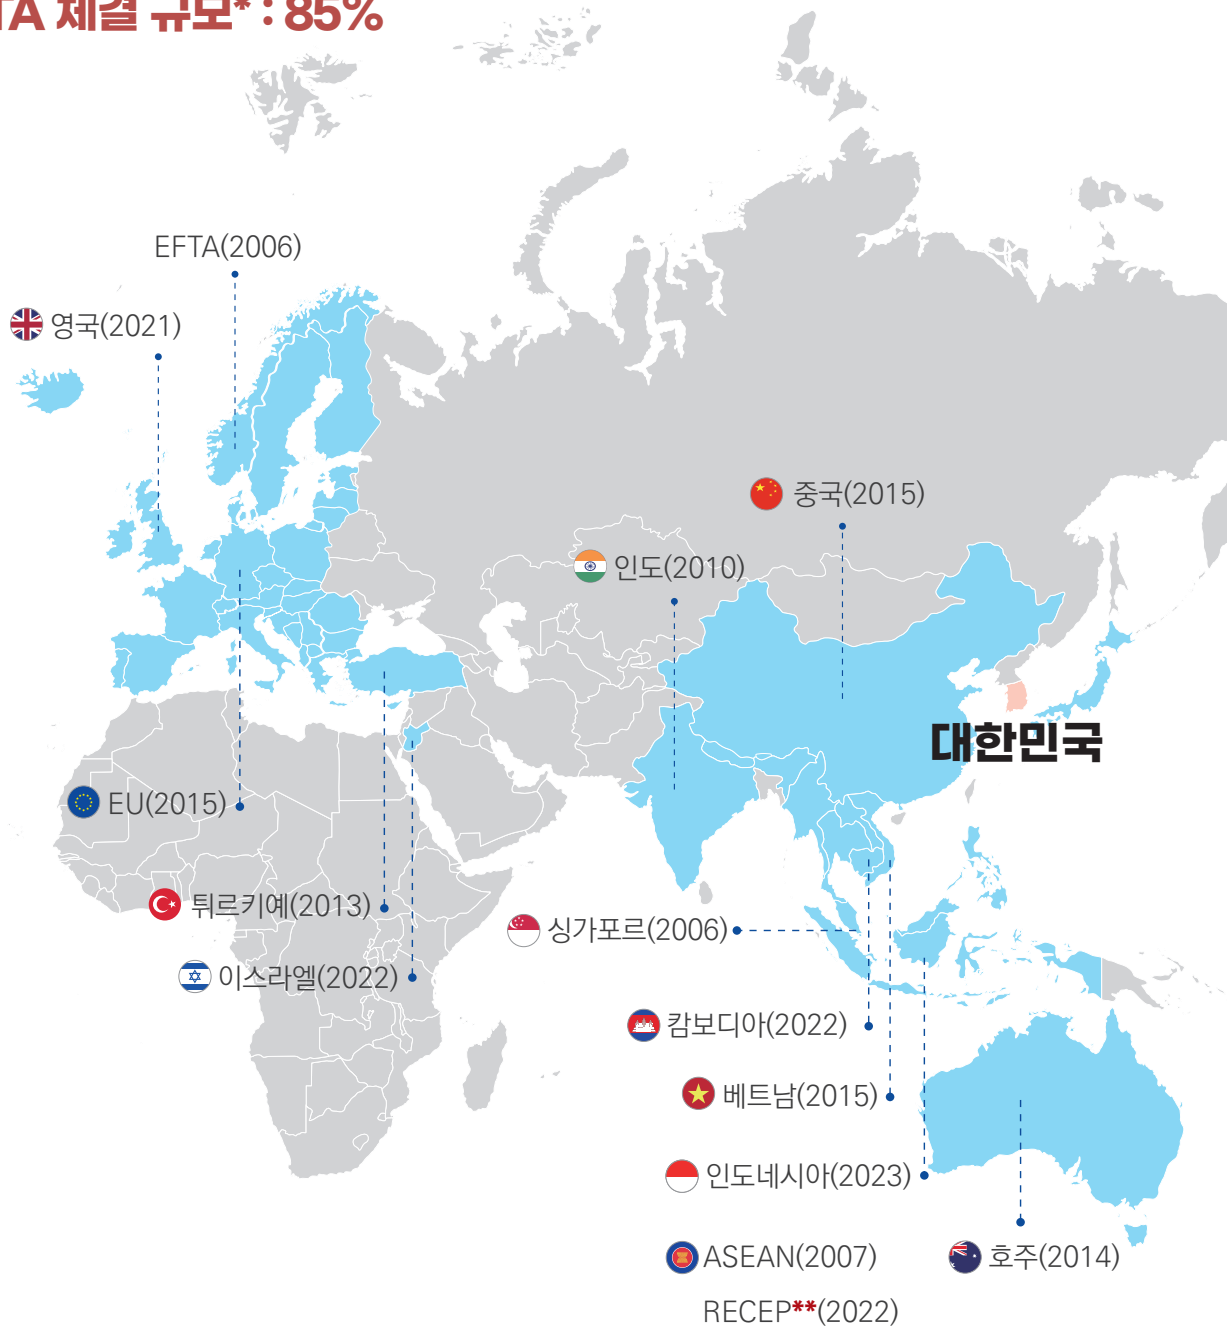 TA 체결 규모* : 85%
EFTA(2006)
영국(2021)
중국(2015)
인도(2010)
대한민국
EU(2015)
튀르키예(2013)
싱가포르(2006)
이스라엘(2022)
캄보디아(2022)
베트남(2015)
인도네시아(2023)
ASEAN(2007)
호주(2014)
RECEP**(2022)